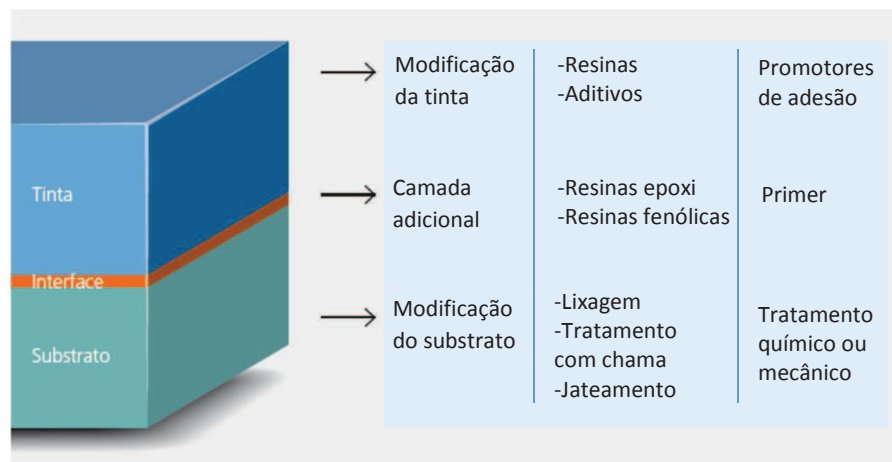 Tinta
Interface
Substrato
Modificação
da tinta
-Resinas
-Aditivos
Promotores
de adesão
Camada
adicional
-Resinas epoxi
-Resinas fenólicas
Primer
Modificação
do substrato
-Lixagem
-Tratamento
com chama
-Jateamento
Tratamento
químico ou
mecânico